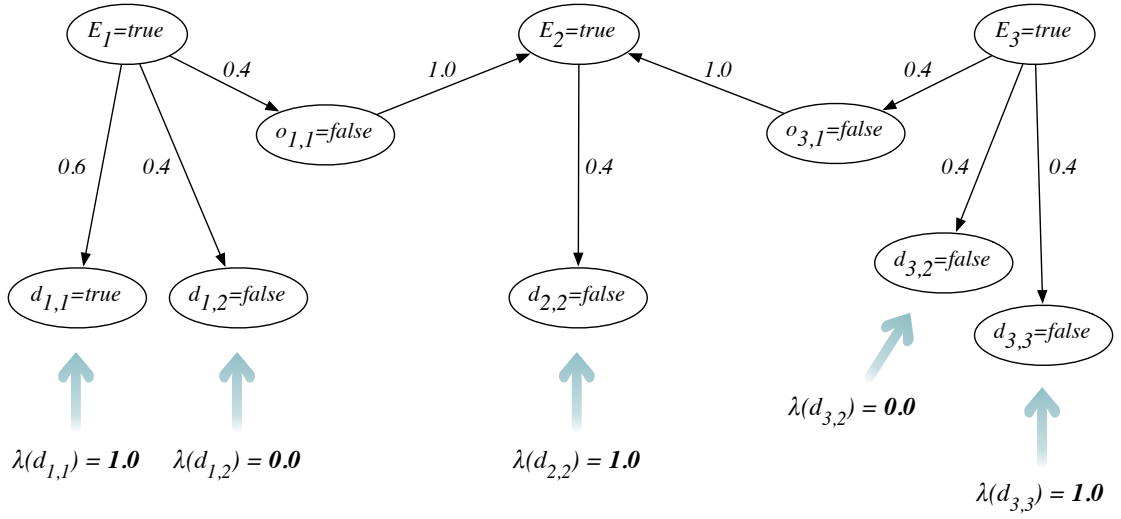 E1=true
E2=true
E3=true
0.4
1.0
1.0
0.4
o1,1=false
o3,1=false
0.6
0.4
0.4
0.4
0.4
d3,2=false
d1,1=true
d1,2=false
d2,2=false
d3,3=false
λ(d3,2) = 0.0
λ(d1,1) = 1.0
λ(d1,2) = 0.0
λ(d2,2) = 1.0
λ(d3,3) = 1.0